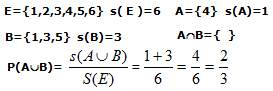 E={1,2,3,4,5,6} s( E )=6 A={4} s(A)=1
B={1,3,5} s(B)=3 A∩B={ }
P(A∪B)= s(A∪B)/S(E) = 1+3/6 = 4/6 = 2/3